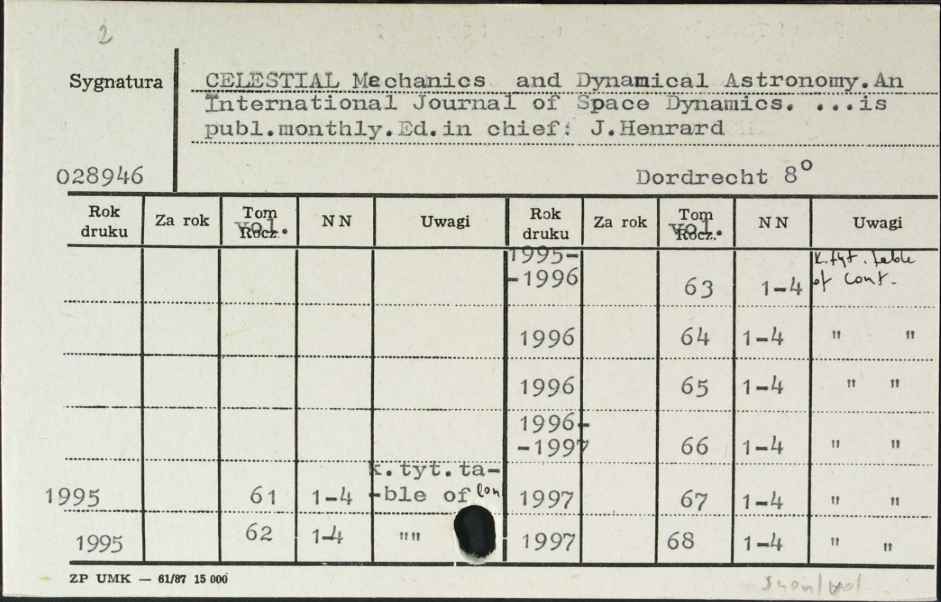 2
Sygnatura
CELESTIAL Mechanics and Dynamical Astronomy.An
International Journal of Space Dynamics. ...is
publ.monthly.Ed.in chief: J.Henrard
028946
Dordrecht 8°
Rok druku Za rok Tom Rocz. Vol. NN Uwagi Rok druku Za rok Tom Rocz. Vol. NN Uwagi
1995-
-1996 63 1-4 k.tyt. table of cont.
1996 64 1-4 " "
1996 65 1-4 " "
1996-
-1997 66 1-4 " "
1995 61 1-4 k.tyt.ta-
-ble of con 1997 67 1-4 " "
1995 62 1-4 "" 1997 68 1-4 " "
ZP UMK — 61/87 15 000